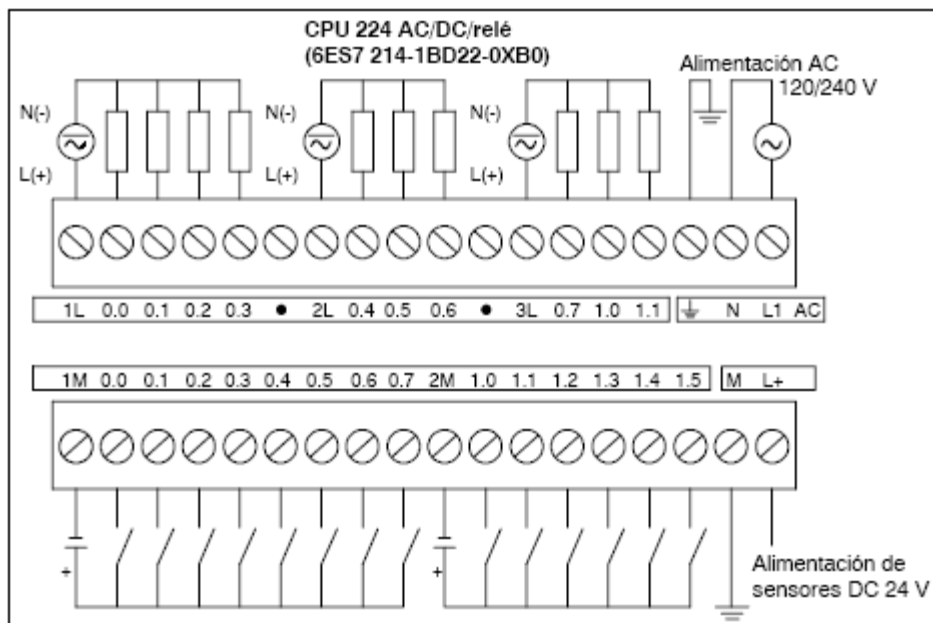 CPU 224 AC/DC/relé
(6ES7 214-1BD22-0XB0)
Alimentación AC
120/240 V
N(-) N(-) N(-)
L(+) L(+) L(+)
1L 0.0 0.1 0.2 0.3 ● 2L 0.4 0.5 0.6 ● 3L 0.7 1.0 1.1 ⏚ N L1 AC
1M 0.0 0.1 0.2 0.3 0.4 0.5 0.6 0.7 2M 1.0 1.1 1.2 1.3 1.4 1.5 M L+
+ +
Alimentación de
sensores DC 24 V